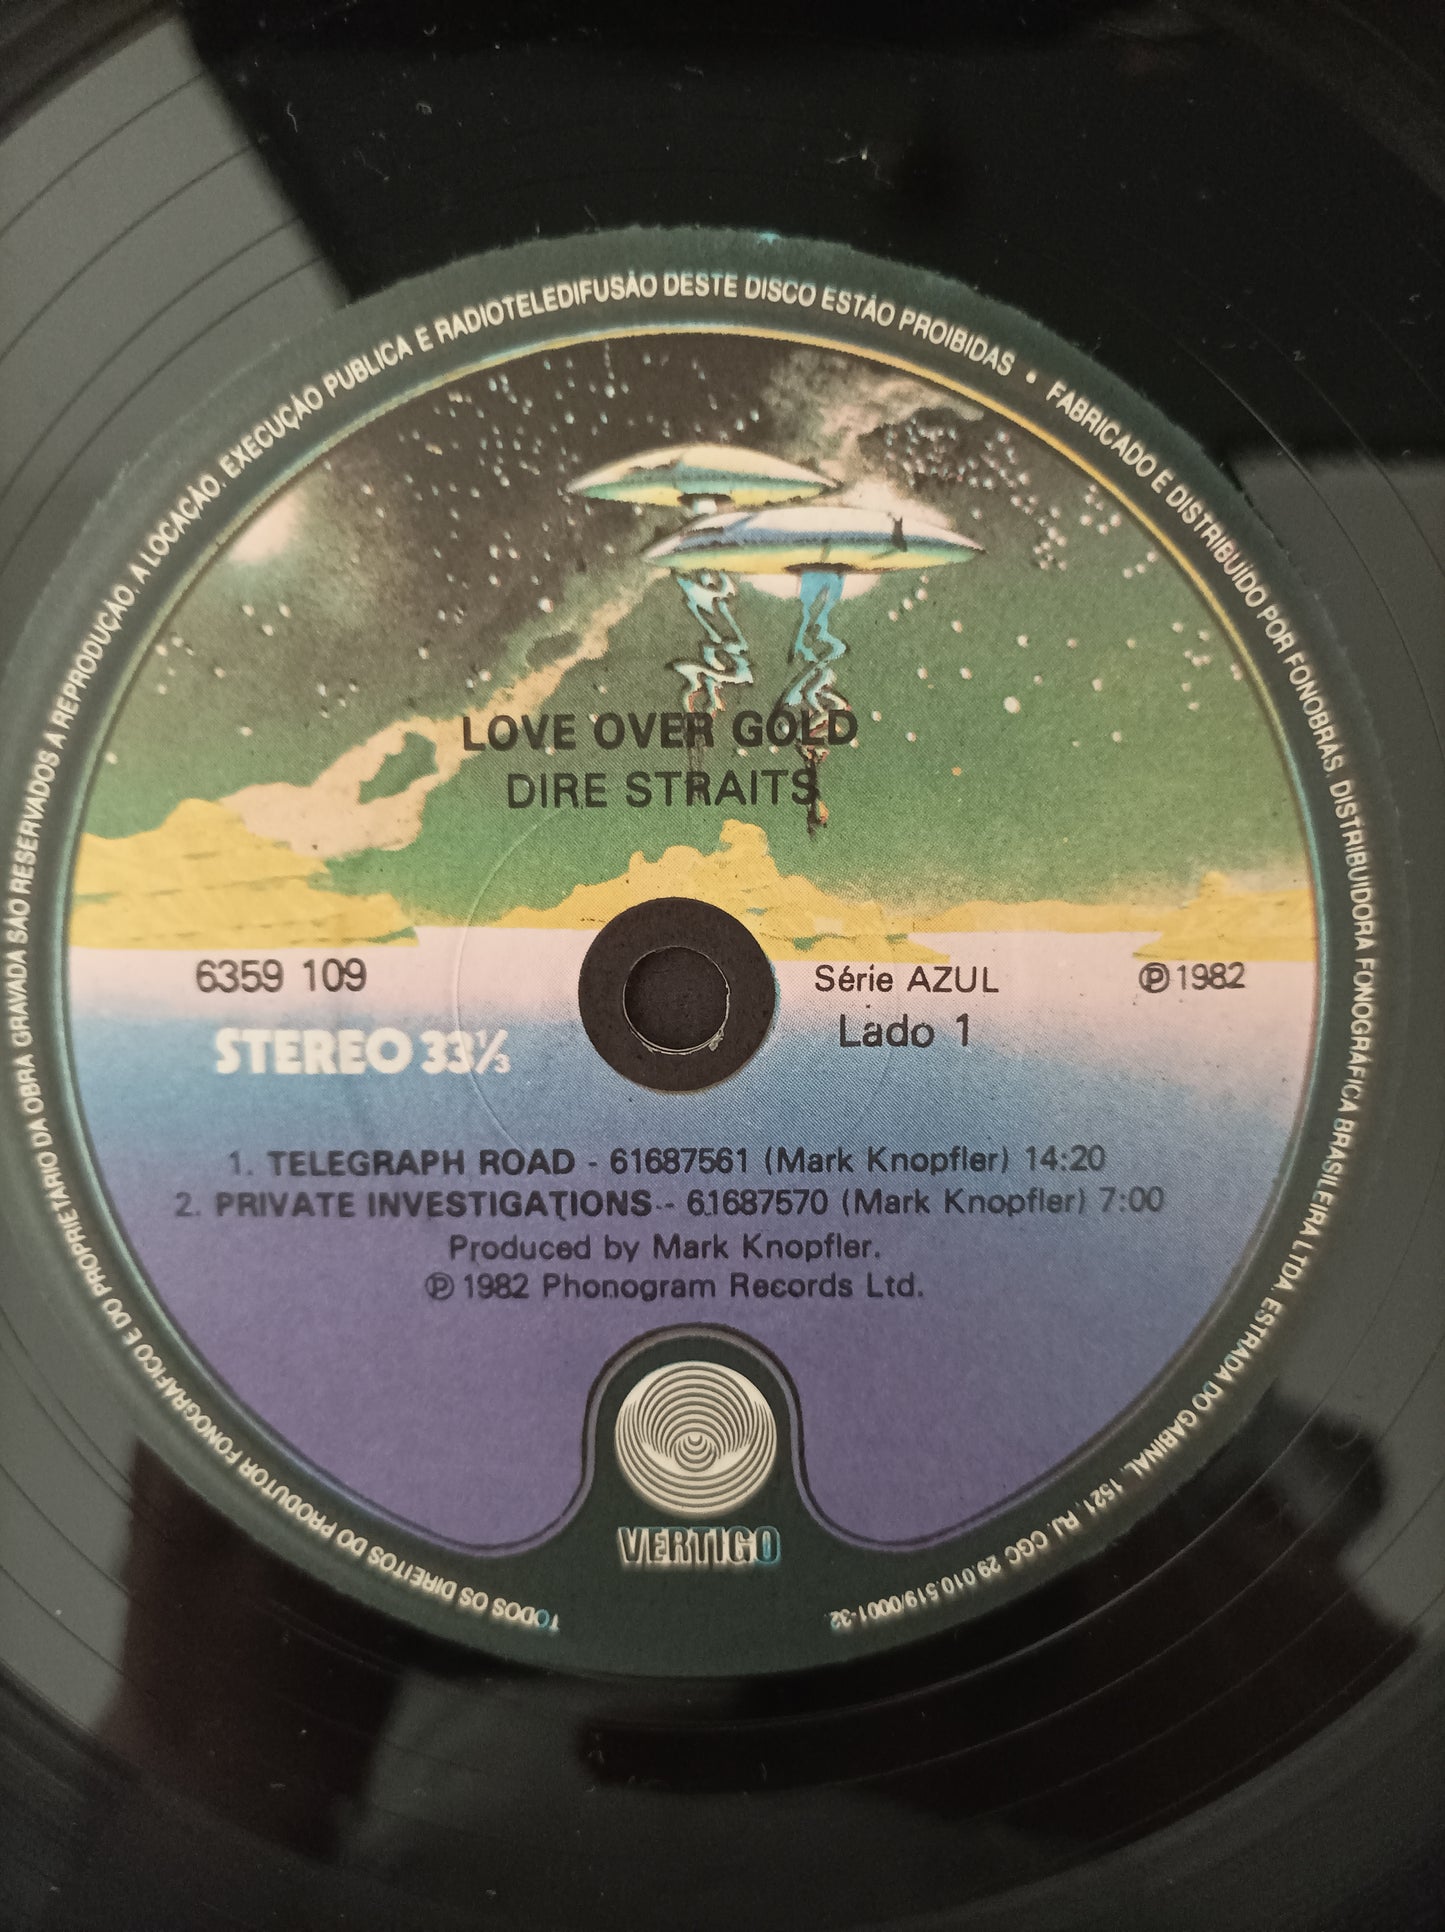 TODOS OS DIREITOS DO PRODUTOR FONOGRÁFICO E DO PROPRIETÁRIO DA OBRA GRAVADA SÃO RESERVADOS A REPRODUÇÃO, A LOCAÇÃO, EXECUÇÃO PUBLICA E RADIOTELEDIFUSÃO DESTE DISCO ESTÃO PROIBIDAS • FABRICADO E DISTRIBUÍDO POR FONOBRAS, DISTRIBUIDORA FONOGRÁFICA BRASILEIRA LTDA. ESTRADA DO GABINAL, 1521, RJ. CGC 29.010.519/0001-32.
LOVE OVER GOLD
DIRE STRAITS
6359 109
Série AZUL
℗ 1982
STEREO 33⅓
Lado 1
1. TELEGRAPH ROAD - 61687561 (Mark Knopfler) 14:20
2. PRIVATE INVESTIGATIONS - 61687570 (Mark Knopfler) 7:00
Produced by Mark Knopfler.
℗ 1982 Phonogram Records Ltd.
VERTIGO